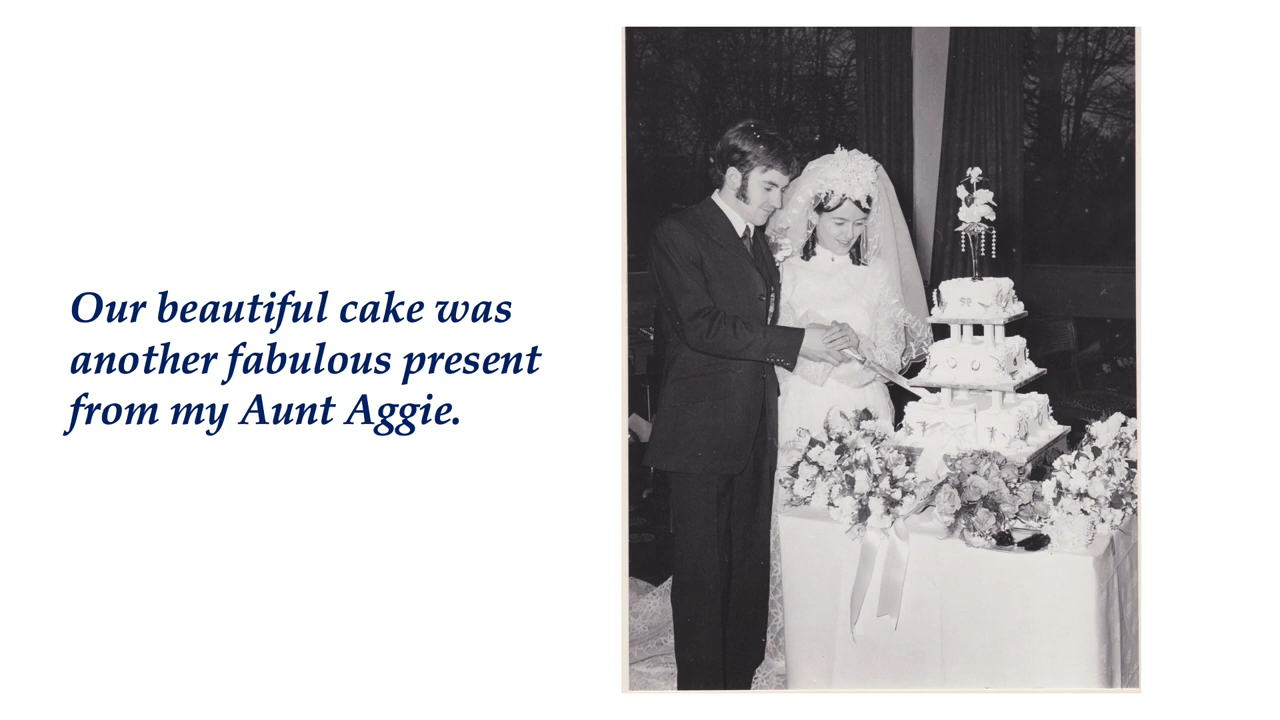 Our beautiful cake was
another fabulous present
from my Aunt Aggie.